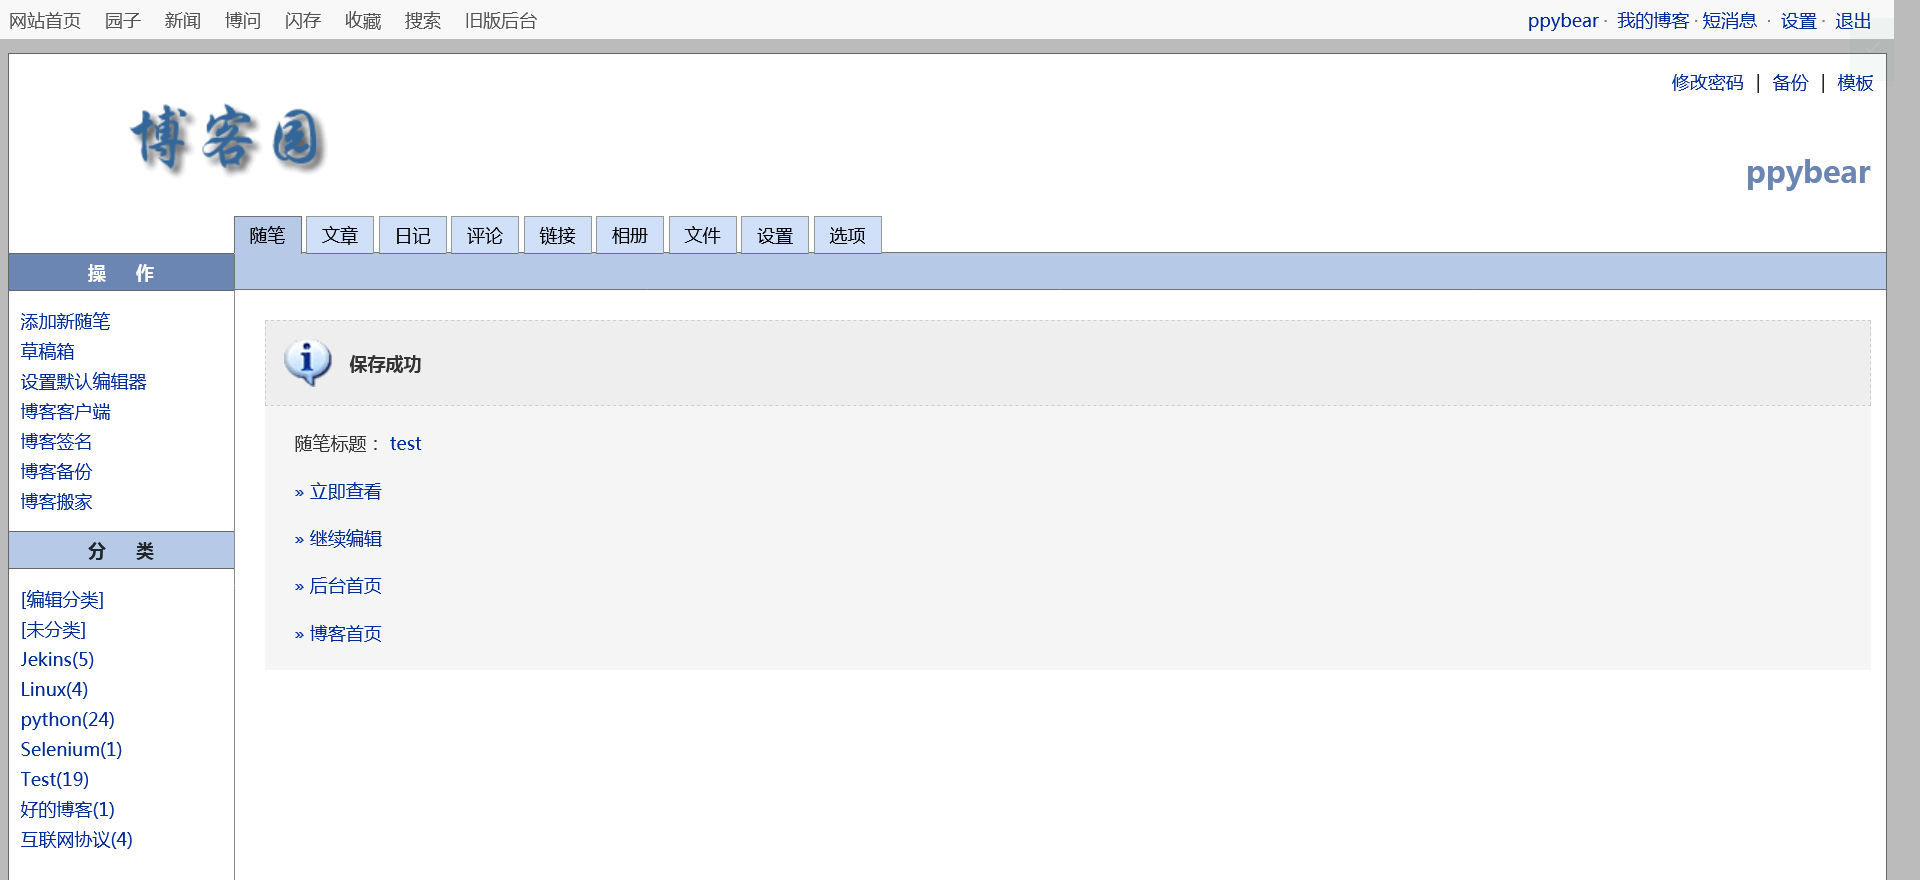 网站首页 园子 新闻 博问 闪存 收藏 搜索 旧版后台
ppybear · 我的博客 · 短消息 · 设置 · 退出
修改密码 | 备份 | 模板
博客园
ppybear
随笔 文章 日记 评论 链接 相册 文件 设置 选项
操 作
添加新随笔
草稿箱
设置默认编辑器
博客客户端
博客签名
博客备份
博客搬家
分 类
[编辑分类]
[未分类]
Jekins(5)
Linux(4)
python(24)
Selenium(1)
Test(19)
好的博客(1)
互联网协议(4)
保存成功
随笔标题： test
» 立即查看
» 继续编辑
» 后台首页
» 博客首页